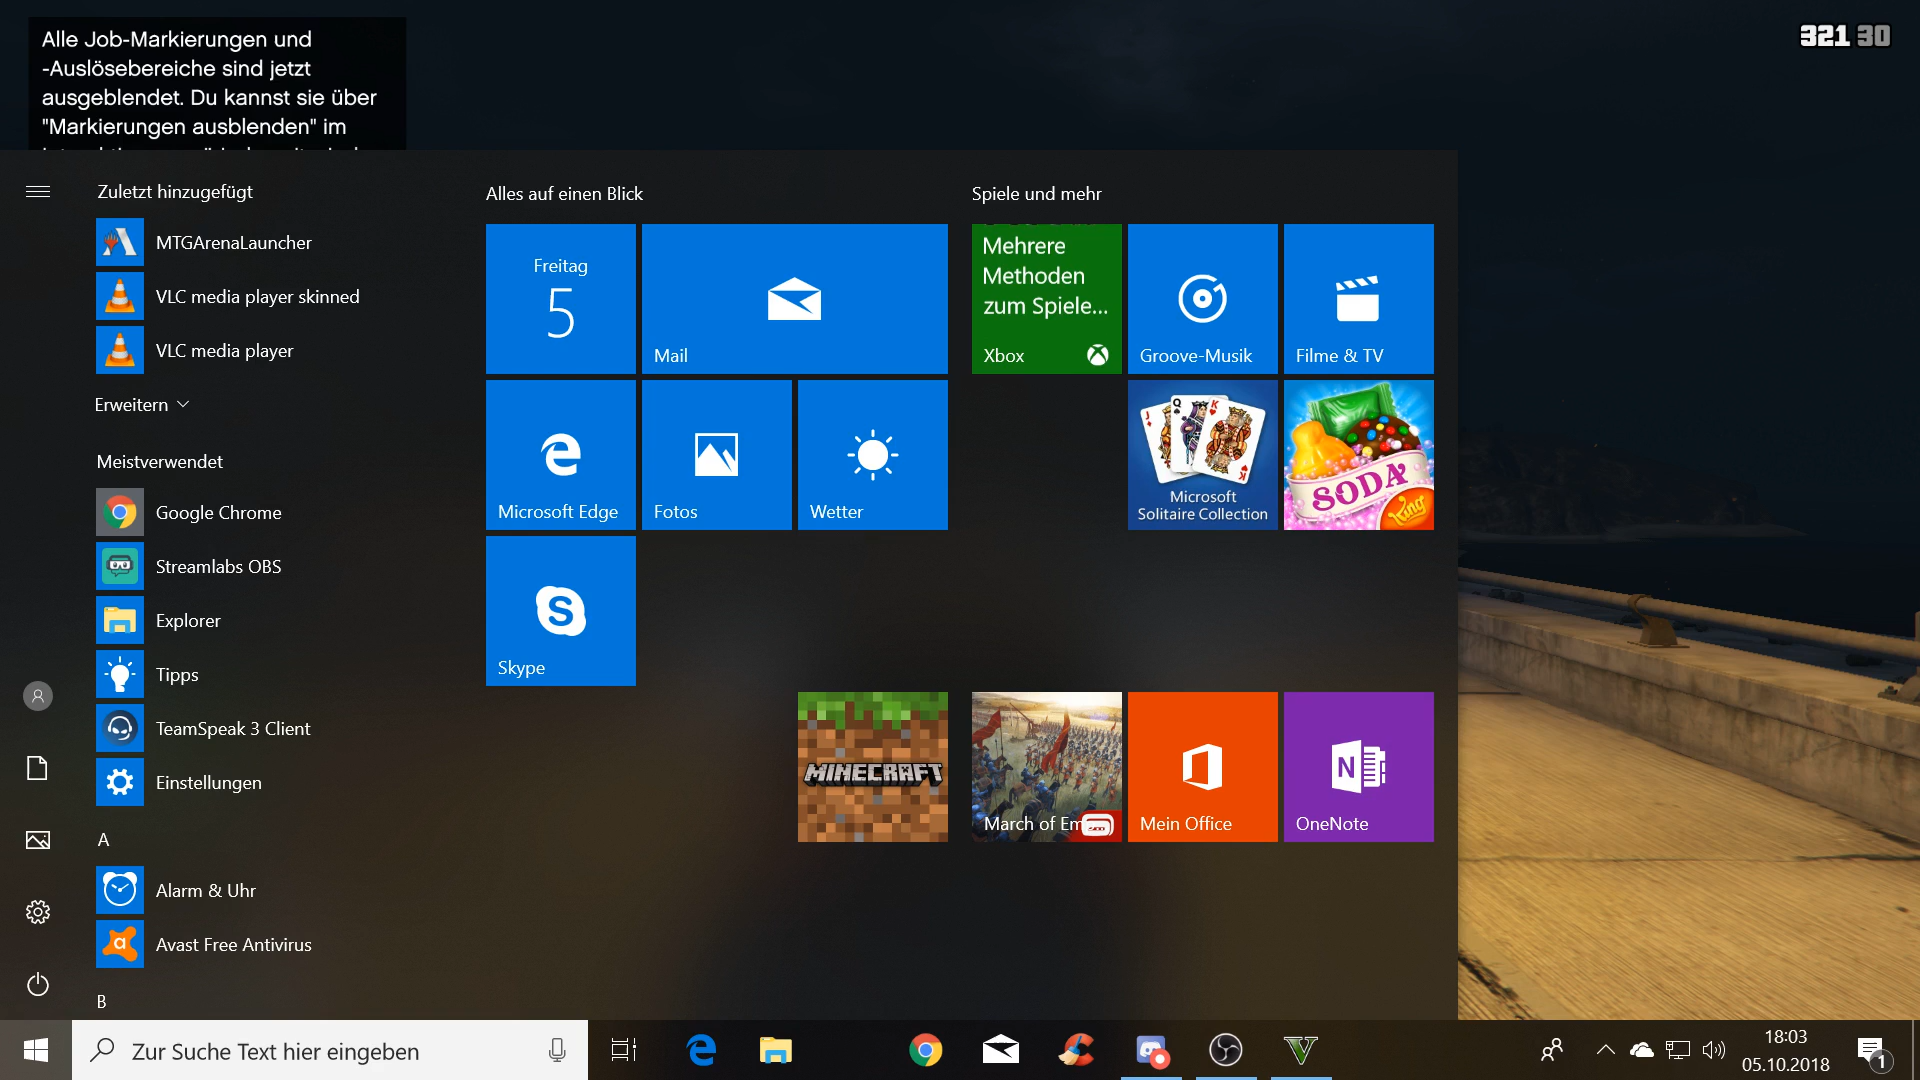 Alle Job-Markierungen und
-Auslösebereiche sind jetzt
ausgeblendet. Du kannst sie über
"Markierungen ausblenden" im
321 30
Zuletzt hinzugefügt
MTGArenaLauncher
VLC media player skinned
VLC media player
Erweitern
Meistverwendet
Google Chrome
Streamlabs OBS
Explorer
Tipps
TeamSpeak 3 Client
Einstellungen
A
Alarm & Uhr
Avast Free Antivirus
B
Alles auf einen Blick
Freitag
5
Mail
Microsoft Edge
Fotos
Wetter
Skype
MINECRAFT
Spiele und mehr
Mehrere
Methoden
zum Spiele...
Xbox
Groove-Musik
Filme & TV
Microsoft
Solitaire Collection
SODA
King
March of Em
Mein Office
OneNote
Zur Suche Text hier eingeben
18:03
05.10.2018
1